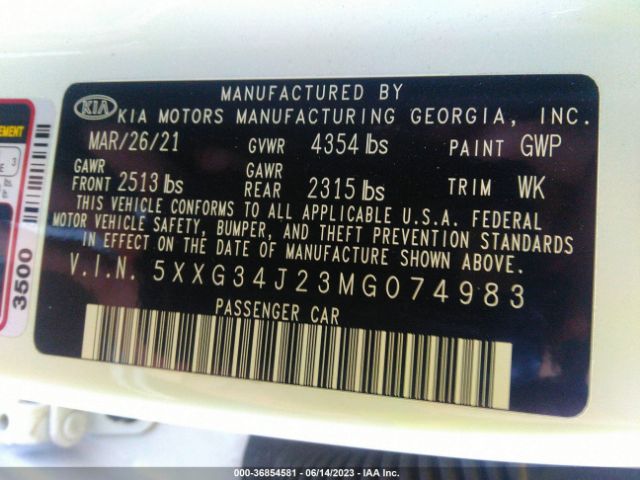 MANUFACTURED BY
KIA KIA MOTORS MANUFACTURING GEORGIA, INC.
MAR/26/21 GVWR 4354 lbs PAINT GWP
GAWR FRONT 2513 lbs GAWR REAR 2315 lbs TRIM WK
THIS VEHICLE CONFORMS TO ALL APPLICABLE U.S.A. FEDERAL
MOTOR VEHICLE SAFETY, BUMPER, AND THEFT PREVENTION STANDARDS
IN EFFECT ON THE DATE OF MANUFACTURE SHOWN ABOVE.
V.I.N. 5XXG34J23MG074983
PASSENGER CAR
3500
000-36854581 - 06/14/2023 - IAA Inc.